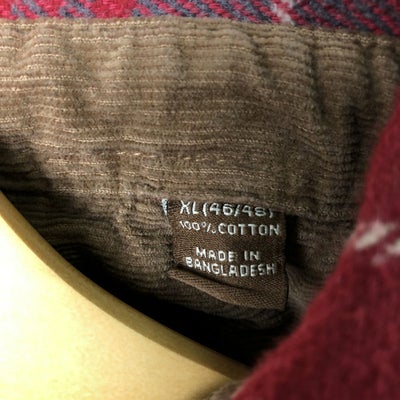 XL(46/48)
100% COTTON
MADE IN
BANGLADESH